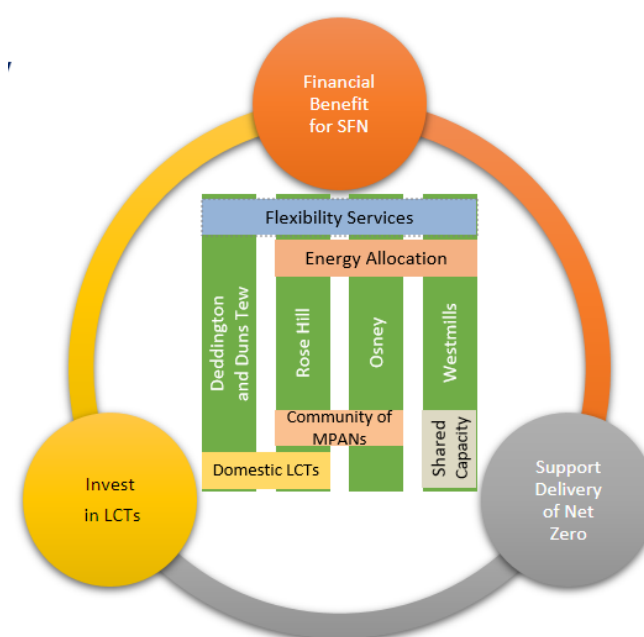 Financial
Benefit
for SFN
Flexibility Services
Energy Allocation
Deddington
and Duns Tew
Rose Hill
Osney
Westmills
Community of
MPANs
Shared
Capacity
Domestic LCTs
Invest
in LCTs
Support
Delivery
of Net
Zero